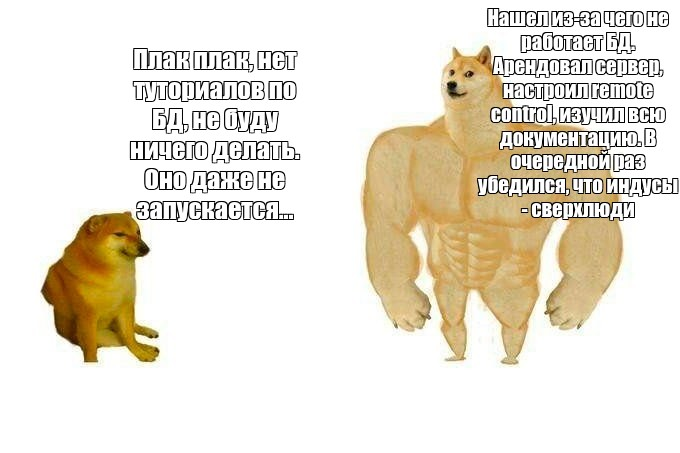 Плак плак, нет
туториалов по
БД, не буду
ничего делать.
Оно даже не
запускается...
Нашел из-за чего не
работает БД.
Арендовал сервер,
настроил remote
control, изучил всю
документацию. В
очередной раз
убедился, что индусы
- сверхлюди